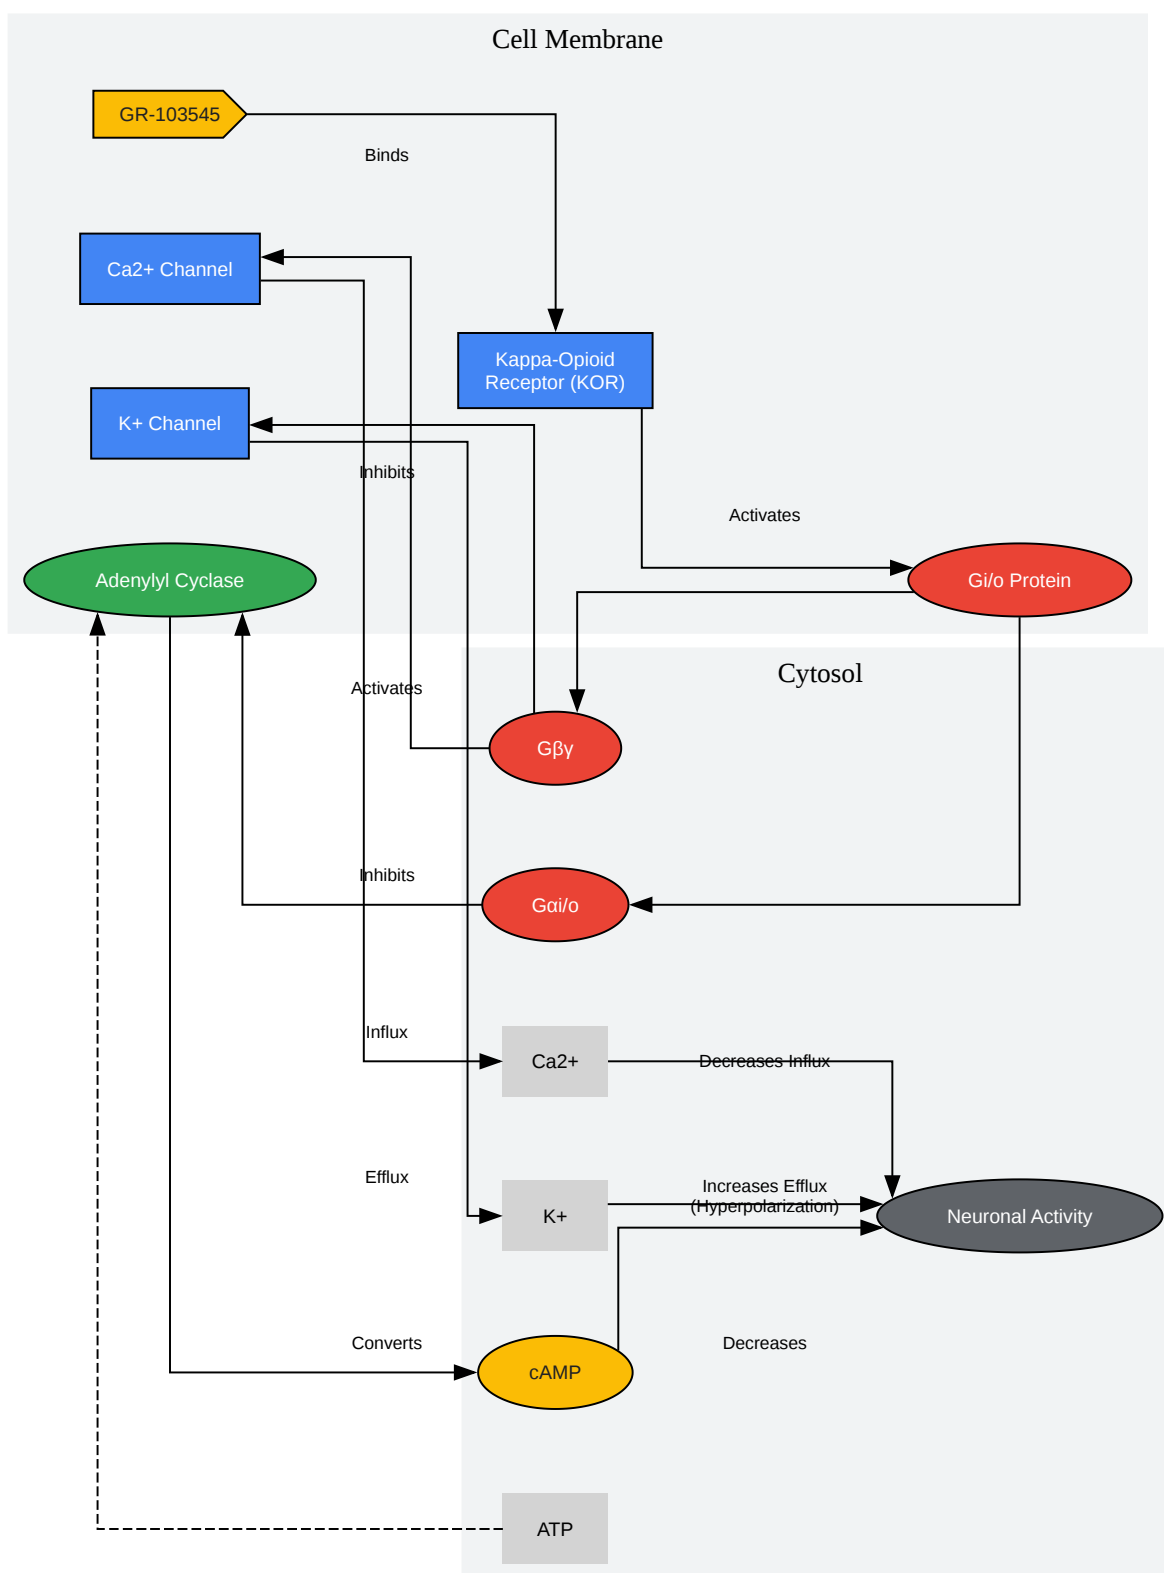 Cell Membrane
GR-103545
Binds
Ca2+ Channel
Kappa-Opioid
Receptor (KOR)
K+ Channel
Inhibits
Activates
Adenylyl Cyclase
Gi/o Protein
Cytosol
Activates
Gβγ
Inhibits
Gαi/o
Influx
Ca2+
Decreases Influx
Efflux
K+
Increases Efflux
(Hyperpolarization)
Neuronal Activity
Converts
Decreases
cAMP
ATP